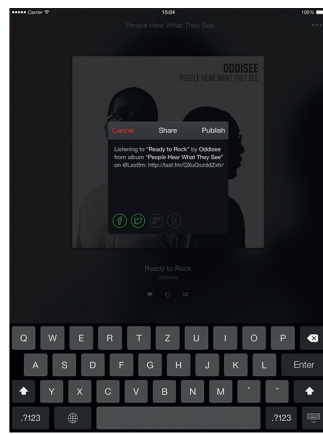 Carrier
15:04
100%
People Hear What They See
ODDISEE
PEOPLE HEAR WHAT THEY SEE
Cancel
Share
Publish
Listening to "Ready to Rock" by Oddisee
from album "People Hear What They See"
on @Lastfm: http://last.fm/QXuQozddZxtr/
Ready to Rock
Oddisee
Q W E R T Z U I O P
A S D F G H J K L Enter
Y X C V B N M
.?123 .?123